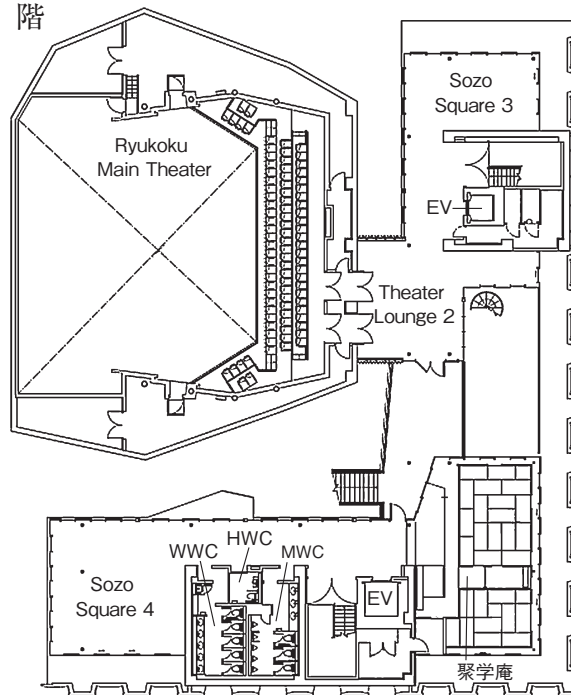 階
Sozo
Square 3
Ryukoku
Main Theater
EV
Theater
Lounge 2
HWC
WWC
MWC
Sozo
Square 4
EV
聚学庵